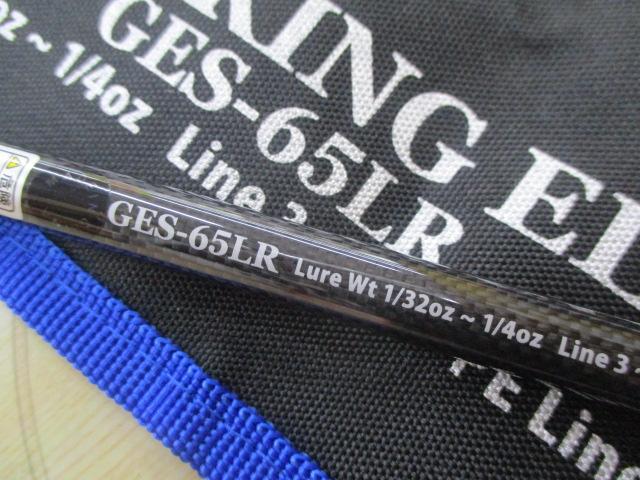 KING EL
GES-65LR
oz ~ 1/4oz Line 3
GES-65LR Lure Wt 1/32oz ~ 1/4oz Line 3
PE Line